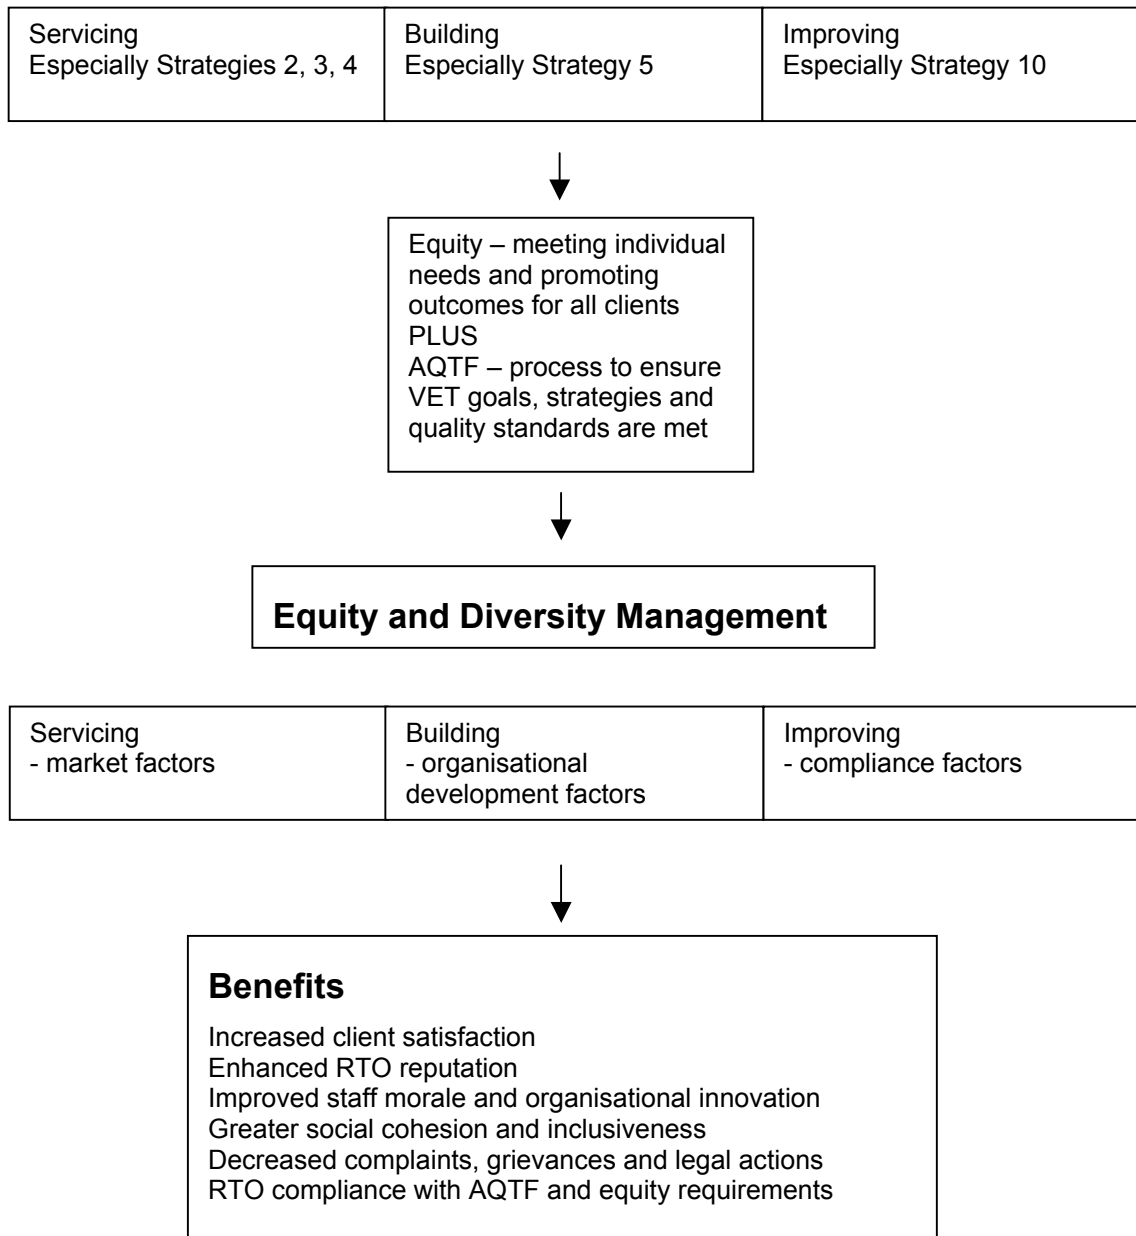 Servicing
Especially Strategies 2, 3, 4
Building
Especially Strategy 5
Improving
Especially Strategy 10
Equity – meeting individual
needs and promoting
outcomes for all clients
PLUS
AQTF – process to ensure
VET goals, strategies and
quality standards are met
Equity and Diversity Management
Servicing
- market factors
Building
- organisational
development factors
Improving
- compliance factors
Benefits
Increased client satisfaction
Enhanced RTO reputation
Improved staff morale and organisational innovation
Greater social cohesion and inclusiveness
Decreased complaints, grievances and legal actions
RTO compliance with AQTF and equity requirements